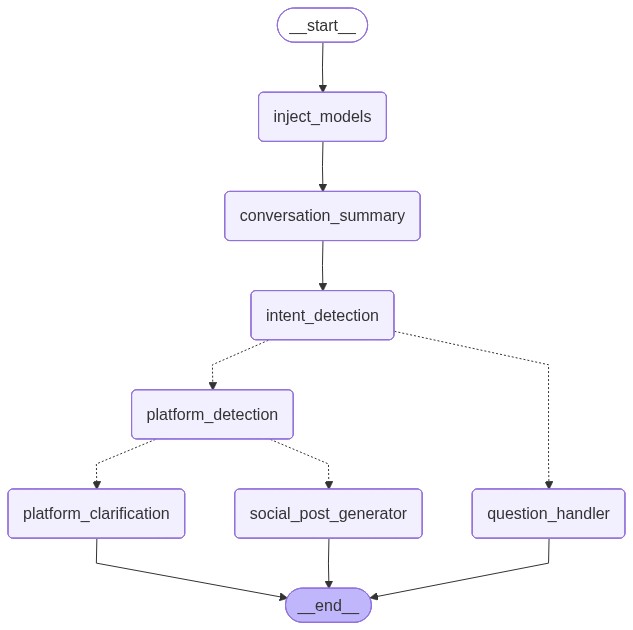 __start__
inject_models
conversation_summary
intent_detection
platform_detection
platform_clarification
social_post_generator
question_handler
__end__